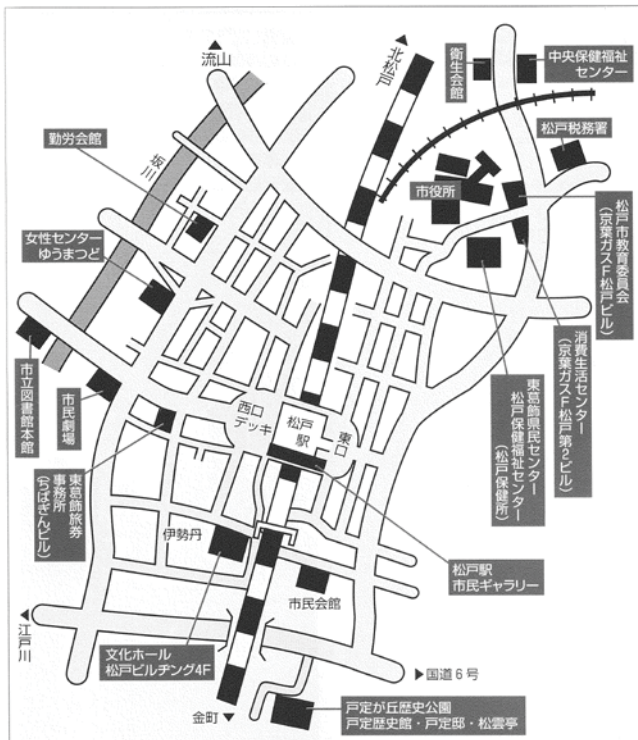 ▲
流山
▲
北松戸
衛生会館
中央保健福祉
センター
勤労会館
坂川
松戸税務署
市役所
女性センター
ゆうまつど
松戸市教育委員会
(京葉ガスF松戸ビル)
消費生活センター
(京葉ガスF松戸第2ビル)
東葛飾県民センター
松戸保健福祉センター
(松戸保健所)
市立図書館本館
市民劇場
西口
デッキ
松戸
駅
東口
東葛飾旅券
事務所
(ちばぎんビル)
伊勢丹
松戸駅
市民ギャラリー
市民会館
◀江戸川
文化ホール
松戸ビルヂング4F
▶国道6号
金町▼
戸定が丘歴史公園
戸定歴史館・戸定邸・松雲亭